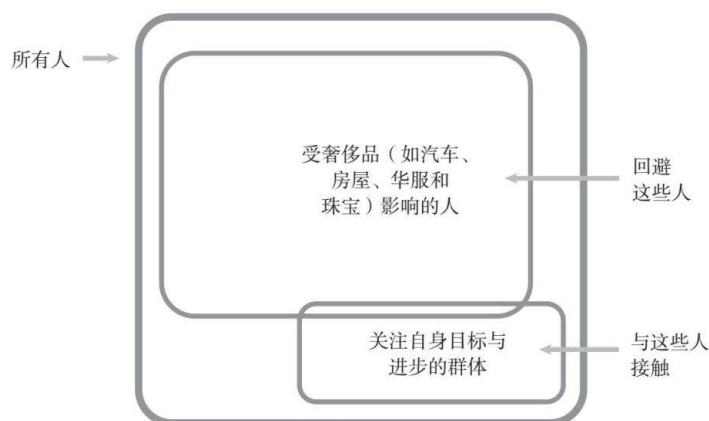 所有人
受奢侈品（如汽车、
房屋、华服和
珠宝）影响的人
回避
这些人
关注自身目标与
进步的群体
与这些人
接触